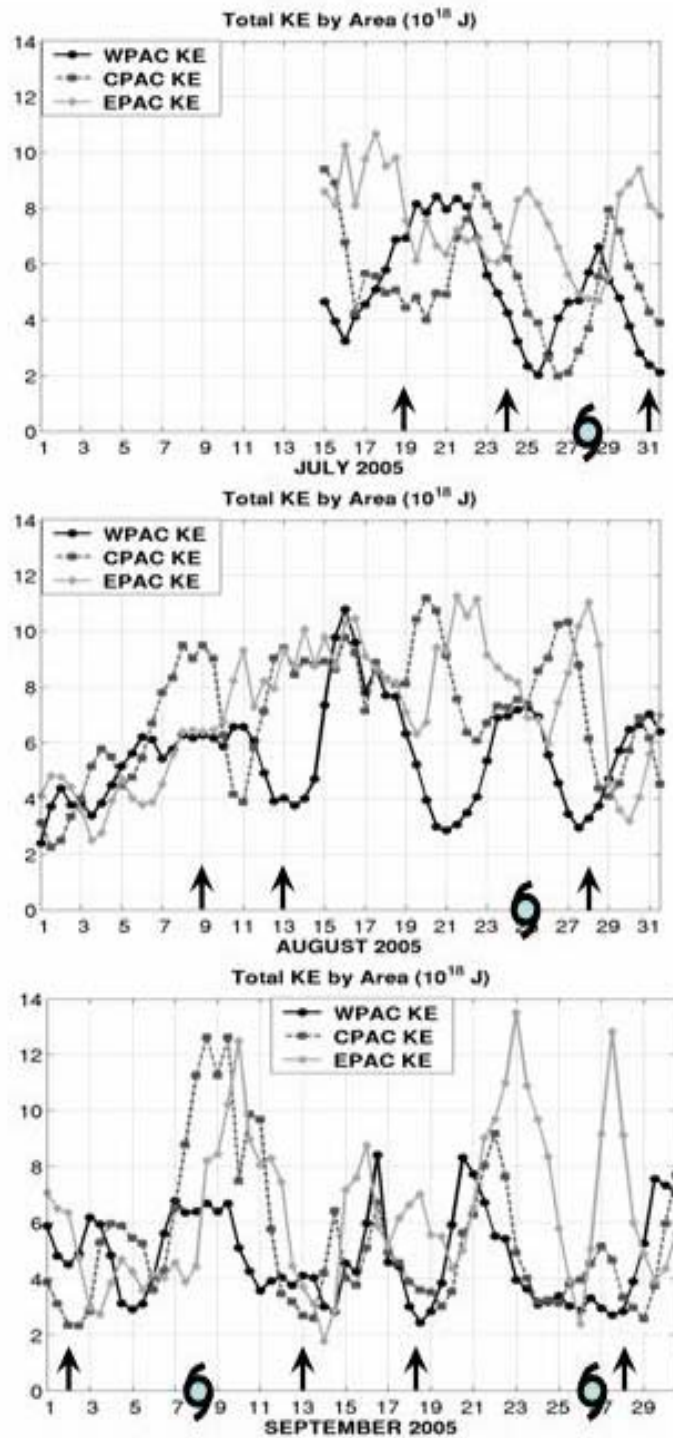 Total KE by Area (10¹⁸ J)
14
WPAC KE
12
CPAC KE
EPAC KE
10
8
6
4
2
0
1 3 5 7 9 11 13 15 17 19 21 23 25 27 29 31
JULY 2005
Total KE by Area (10¹⁸ J)
14
WPAC KE
12
CPAC KE
EPAC KE
10
8
6
4
2
0
1 3 5 7 9 11 13 15 17 19 21 23 27 29 31
AUGUST 2005
Total KE by Area (10¹⁸ J)
14
WPAC KE
12
CPAC KE
EPAC KE
10
8
6
4
2
0
1 3 5 7 9 11 13 15 17 19 21 23 25 27 29
SEPTEMBER 2005